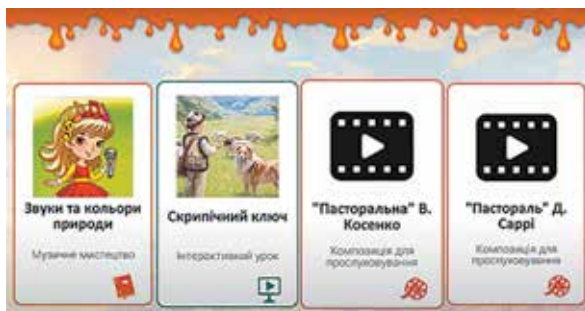 Звуки та кольори
природи
Музичне мистецтво
Скрипічний ключ
Інтерактивний урок
"Пасторальна" В.
Косенко
Композиція для
прослуховування
"Пастораль" Д.
Саррі
Композиція для
прослуховування